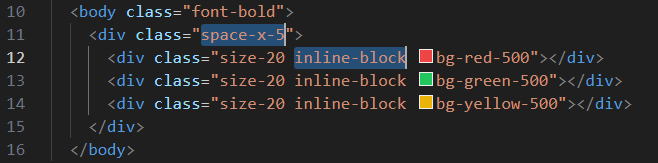 10 <body class="font-bold">
11 <div class="space-x-5">
12 <div class="size-20 inline-block bg-red-500"></div>
13 <div class="size-20 inline-block bg-green-500"></div>
14 <div class="size-20 inline-block bg-yellow-500"></div>
15 </div>
16 </body>